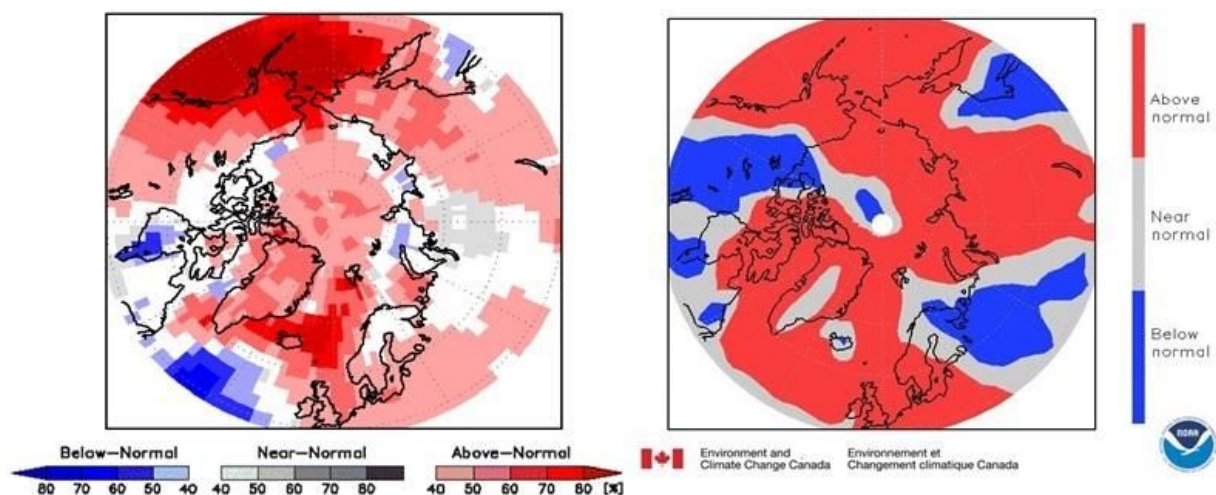 Below-Normal
Near-Normal
Above-Normal
80 70 60 50 40
40 50 60 70 80
40 50 60 70 80 [%]
Above
normal
Near
normal
Below
normal
Environment and
Climate Change Canada
Environnement et
Changement climatique Canada
NOAA